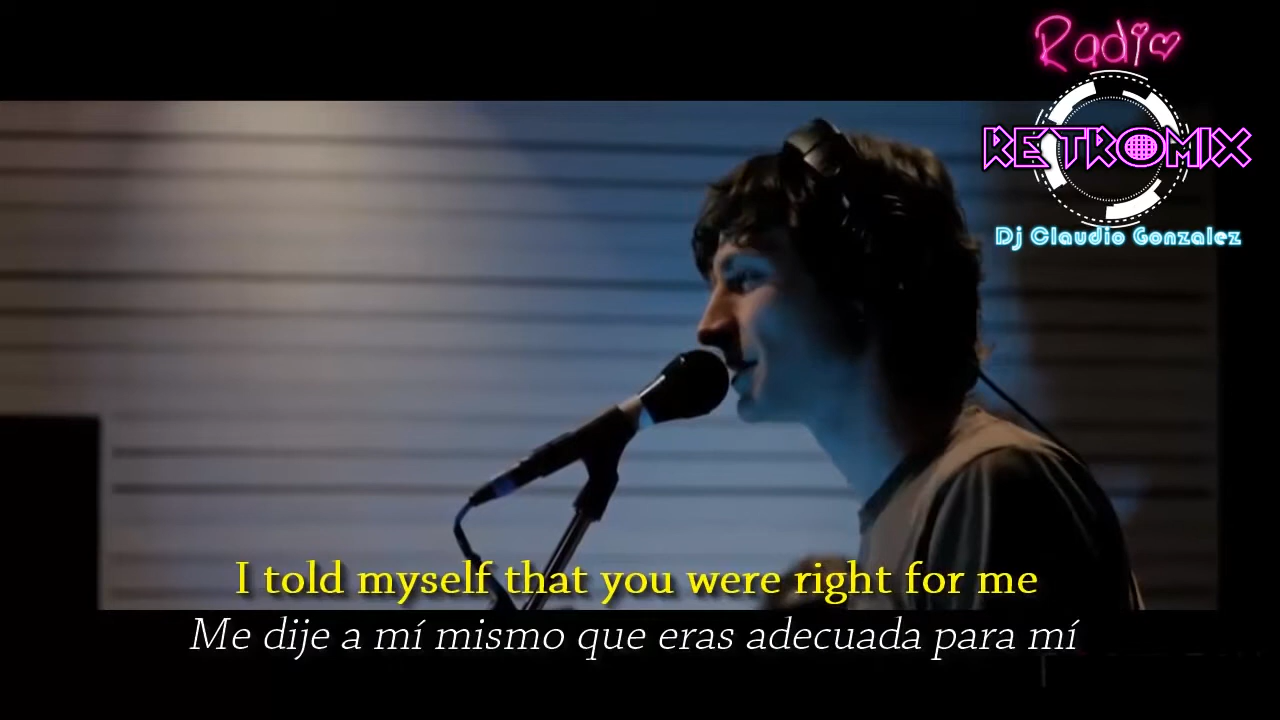 Radio
RETROMIX
Dj Claudio Gonzalez
I told myself that you were right for me
Me dije a mí mismo que eras adecuada para mí